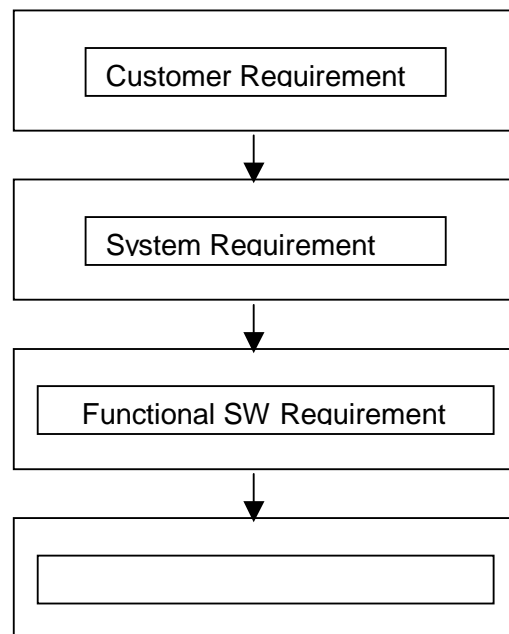 Customer Requirement
System Requirement
Functional SW Requirement